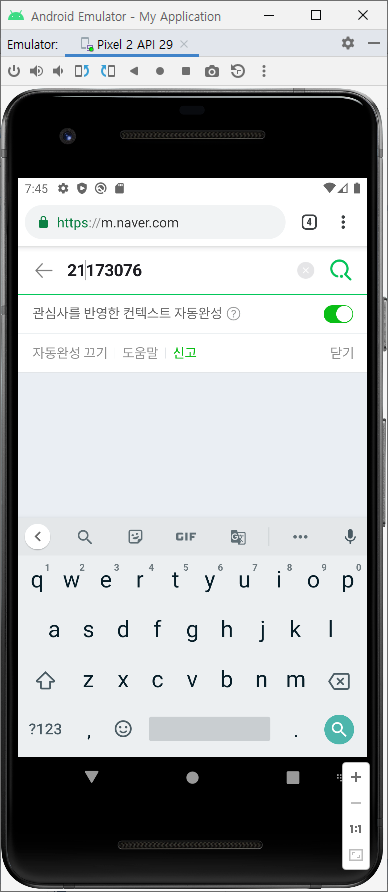 Android Emulator - My Application
Emulator: Pixel 2 API 29
7:45
https://m.naver.com 4
21173076
관심사를 반영한 컨텍스트 자동완성 ?
자동완성 끄기 도움말 신고 닫기
GIF G
1 2 3 4 5 6 7 8 9 0
q w e r t y u i o p
a s d f g h j k l
z x c v b n m
?123 , .
1:1